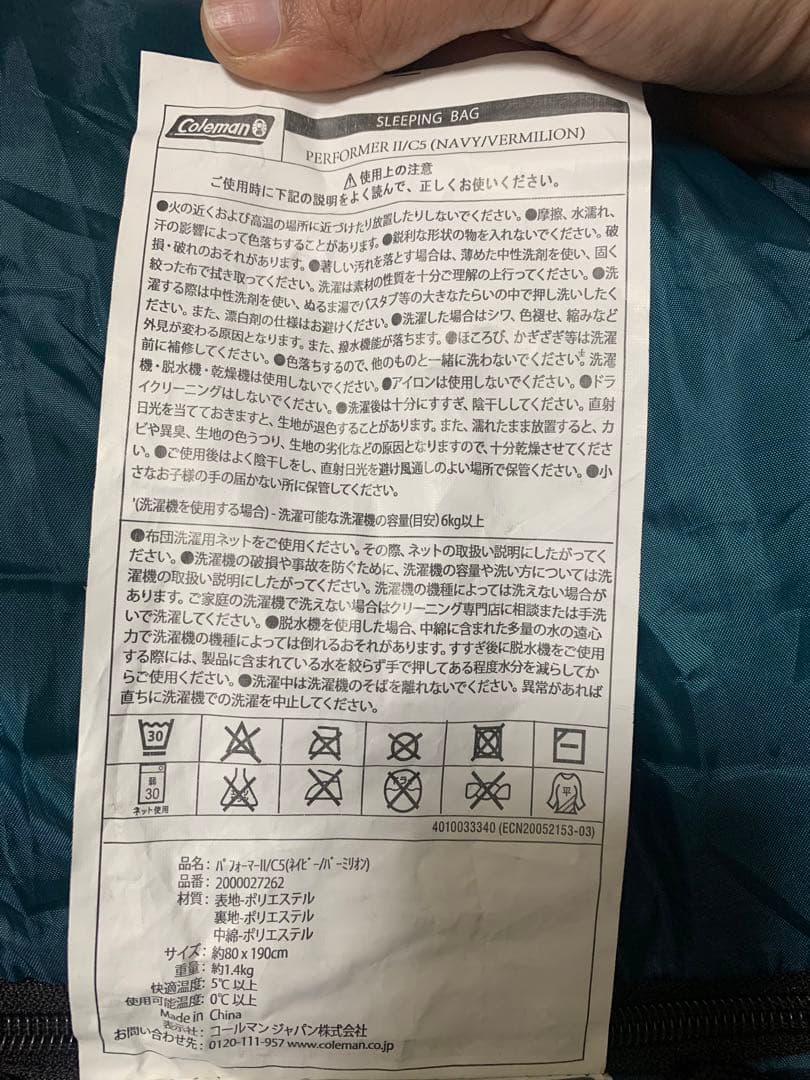 Coleman
SLEEPING BAG
PERFORMER II/C5 (NAVY/VERMILION)
⚠使用上の注意
ご使用時に下記の説明をよく読んで、正しくお使いください。
●火の近くおよび高温の場所に近づけたり放置したりしないでください。●摩擦、水濡れ、
汗の影響によって色落ちすることがあります。●鋭利な形状の物を入れないでください。破
損・破れのおそれがあります。●著しい汚れを落とす場合は、薄めた中性洗剤を使い、固く
絞った布で拭き取ってください。洗濯は素材の性質を十分ご理解の上行ってください。●洗
濯する際は中性洗剤を使い、ぬるま湯でバスタブ等の大きなたらいの中で押し洗いしたく
ださい。また、漂白剤の仕様はお避けください。●洗濯した場合はシワ、色褪せ、縮みなど
外見が変わる原因となります。また、撥水機能が落ちます。●ほころび、かぎざぎ等は洗濯
前に補修してください。●色落ちするので、他のものと一緒に洗わないでください。洗濯
機・脱水機・乾燥機は使用しないでください。●アイロンは使用しないでください。●ドラ
イクリーニングはしないでください。●洗濯後は十分にすすぎ、陰干ししてください。直射
日光を当てておきますと、生地が退色することがあります。また、濡れたまま放置すると、カ
ビや異臭、生地の色うつり、生地の劣化などの原因となりますので、十分乾燥させてくださ
い。●ご使用後はよく陰干しをし、直射日光を避け風通しのよい場所で保管ください。●小
さなお子様の手の届かない所に保管してください。
*(洗濯機を使用する場合) - 洗濯可能な洗濯機の容量(目安)6kg以上
●布団洗濯用ネットをご使用ください。その際、ネットの取扱い説明にしたがってく
ださい。●洗濯機の破損や事故を防ぐために、洗濯機の容量や洗い方については洗
濯機の取扱い説明にしたがってください。洗濯機の機種によっては洗えない場合が
あります。ご家庭の洗濯機で洗えない場合はクリーニング専門店に相談または手洗
いで洗濯してください。●脱水機を使用した場合、中綿に含まれた多量の水の遠心
力で洗濯機の機種によっては倒れるおそれがあります。すすぎ後に脱水機をご使用
する際には、製品に含まれている水を絞らず手で押してある程度水分を減らしてか
らご使用ください。●洗濯中は洗濯機のそばを離れないでください。異常があれば
直ちに洗濯機での洗濯を中止してください。
30
弱
30
ネット使用
平
4010033340 (ECN20052153-03)
品名: パフォーマーII/C5(ネイビー/バーミリオン)
品番: 2000027262
材質: 表地-ポリエステル
裏地-ポリエステル
中綿-ポリエステル
サイズ: 約80 x 190cm
重量: 約1.4kg
快適温度: 5℃以上
使用可能温度: 0℃以上
Made in China
表示社: コールマン ジャパン株式会社
お問い合わせ先: 0120-111-957 www.coleman.co.jp